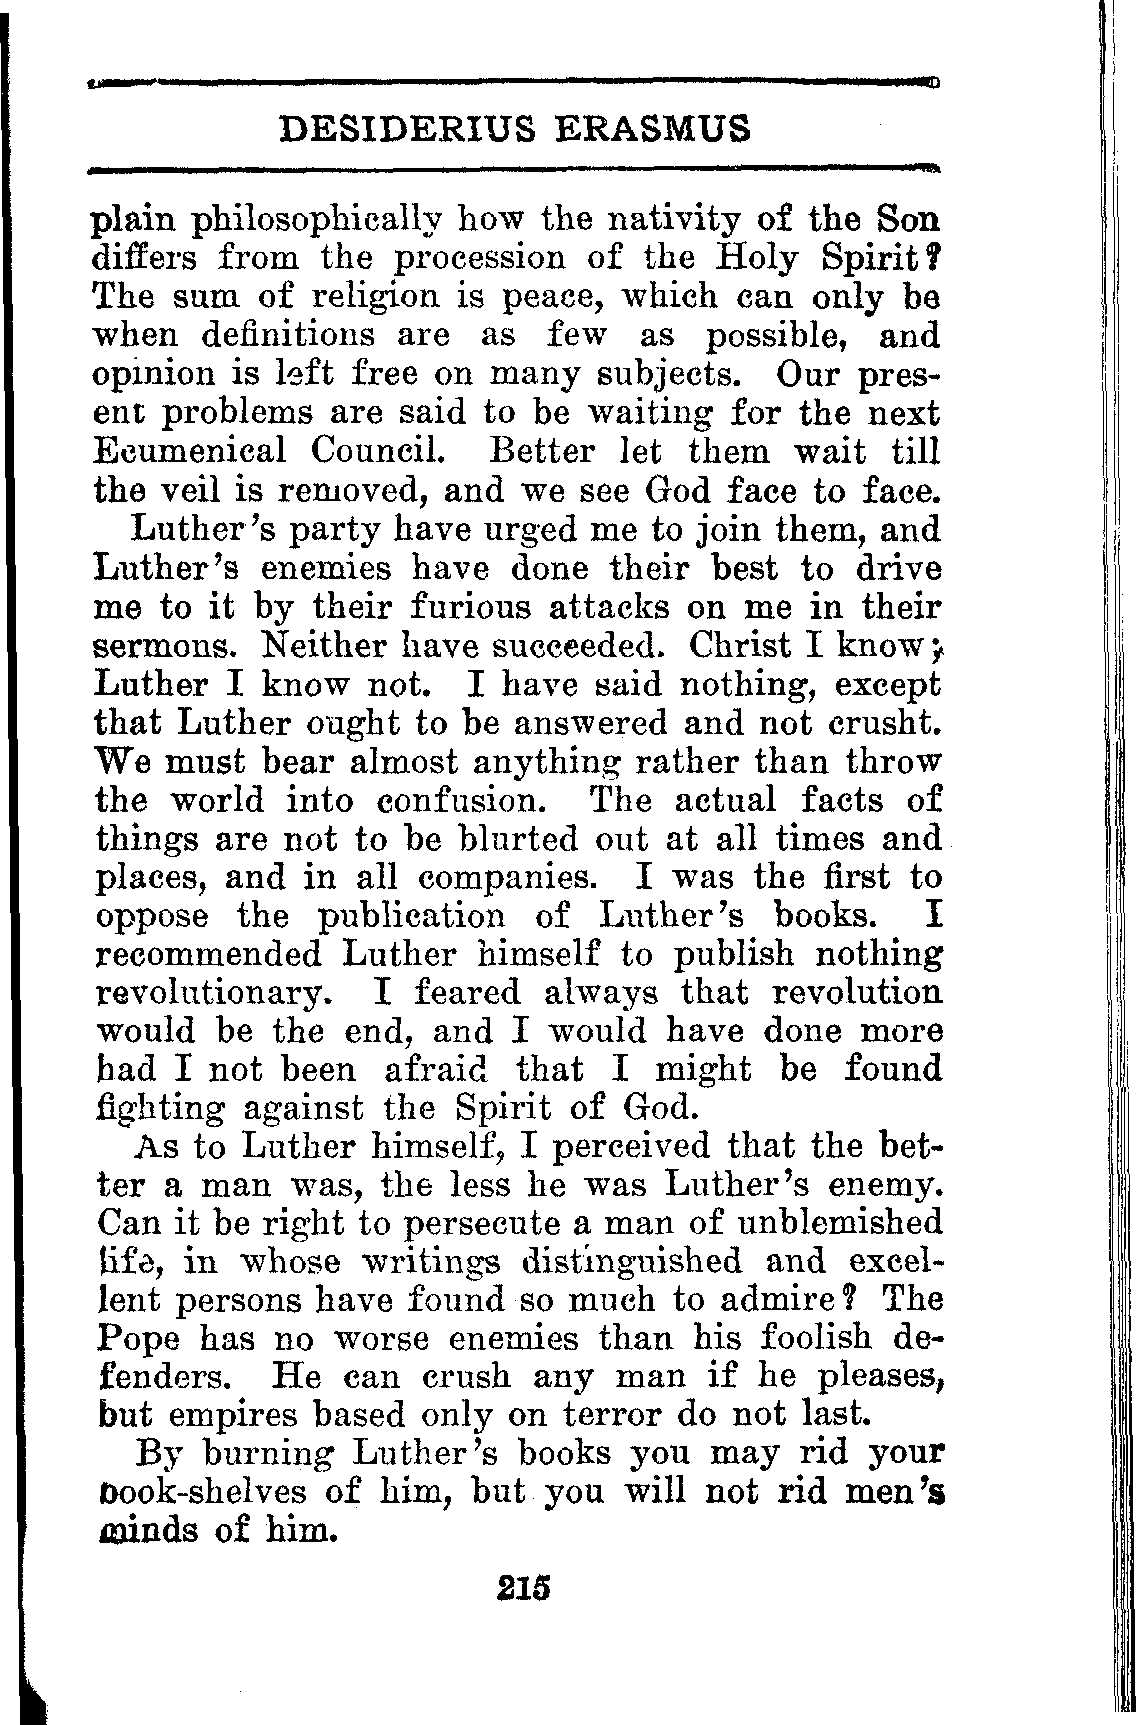 DESIDERIUS ERASMUS
plain philosophically how the nativity of the Son
differs from the procession of the Holy Spirit?
The sum of religion is peace, which can only be
when definitions are as few as possible, and
opinion is left free on many subjects. Our pres-
ent problems are said to be waiting for the next
Ecumenical Council. Better let them wait till
the veil is removed, and we see God face to face.
Luther's party have urged me to join them, and
Luther's enemies have done their best to drive
me to it by their furious attacks on me in their
sermons. Neither have succeeded. Christ I know;
Luther I know not. I have said nothing, except
that Luther ought to be answered and not crusht.
We must bear almost anything rather than throw
the world into confusion. The actual facts of
things are not to be blurted out at all times and
places, and in all companies. I was the first to
oppose the publication of Luther's books. I
recommended Luther himself to publish nothing
revolutionary. I feared always that revolution
would be the end, and I would have done more
had I not been afraid that I might be found
fighting against the Spirit of God.
As to Luther himself, I perceived that the bet-
ter a man was, the less he was Luther's enemy.
Can it be right to persecute a man of unblemished
life, in whose writings distinguished and excel-
lent persons have found so much to admire? The
Pope has no worse enemies than his foolish de-
fenders. He can crush any man if he pleases,
but empires based only on terror do not last.
By burning Luther's books you may rid your
book-shelves of him, but you will not rid men's
minds of him.
215